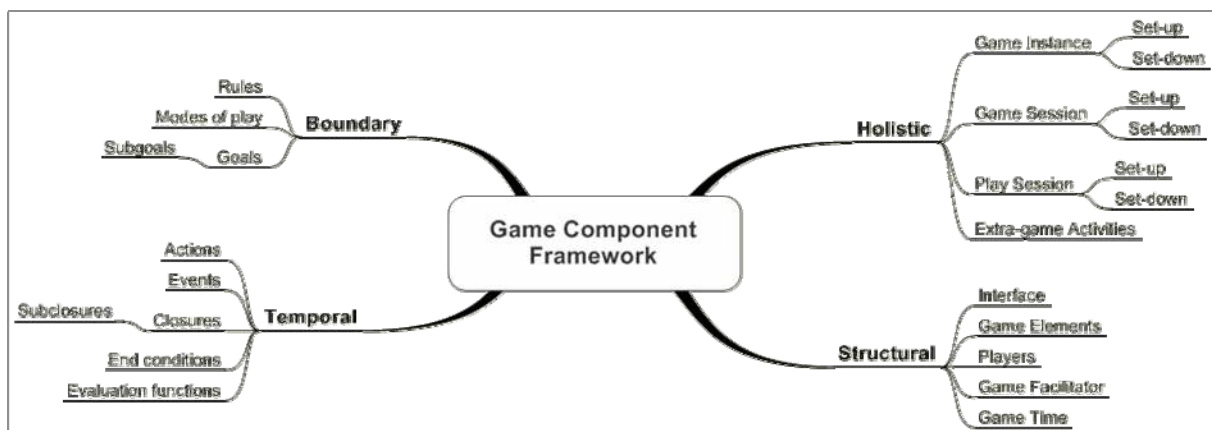 Game Component
Framework
Boundary
Rules
Modes of play
Goals
Subgoals
Temporal
Actions
Events
Closures
Subclosures
End conditions
Evaluation functions
Holistic
Game Instance
Set-up
Set-down
Game Session
Set-up
Set-down
Play Session
Set-up
Set-down
Extra-game Activities
Structural
Interface
Game Elements
Players
Game Facilitator
Game Time